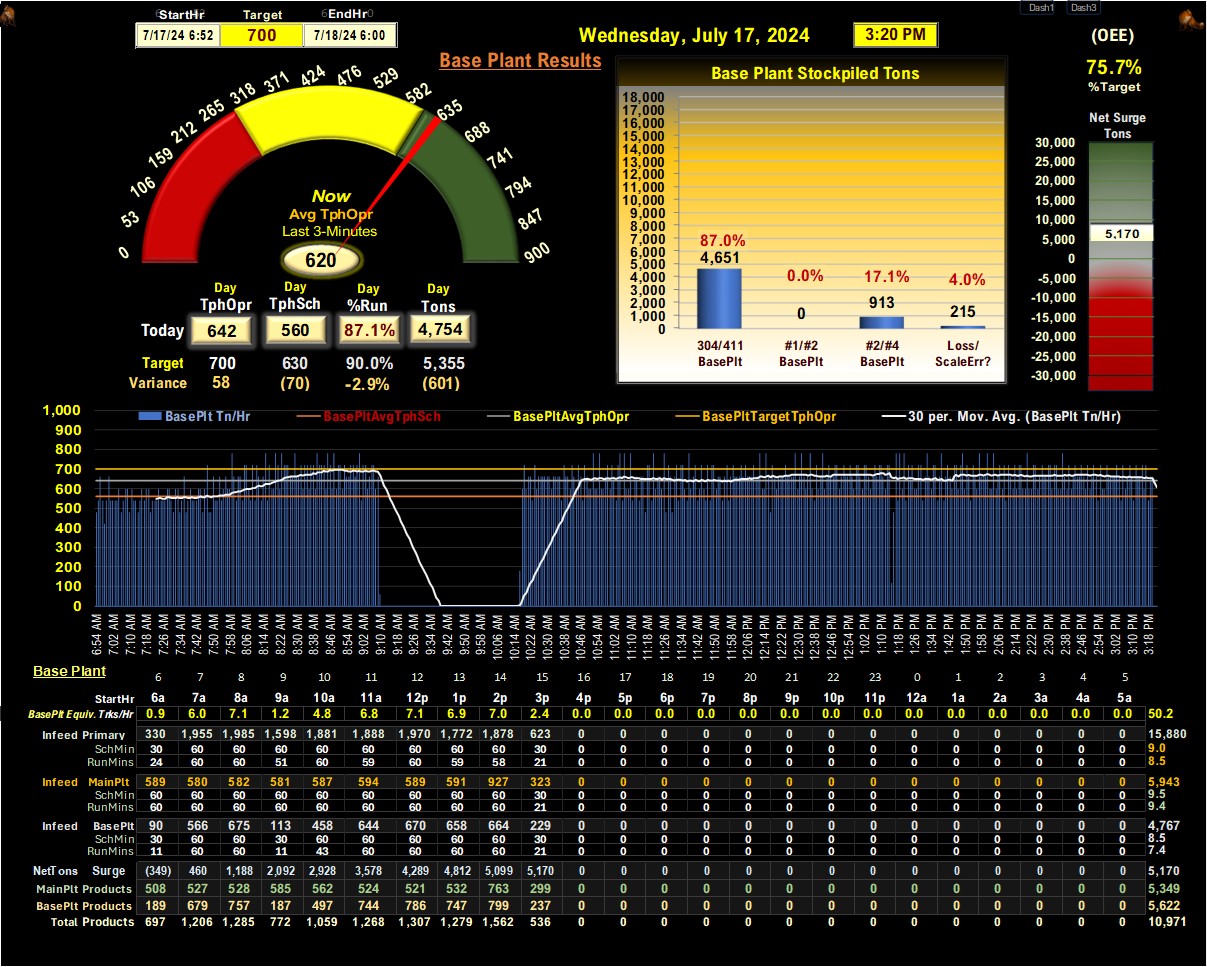 Dash1 Dash3
StartHr Target EndHr
7/17/24 6:52 700 7/18/24 6:00
Wednesday, July 17, 2024 3:20 PM
(OEE)
75.7%
%Target
Base Plant Results
0 53 106 159 212 265 318 371 424 476 529 582 635 688 741 794 847 900
Now
Avg TphOpr
Last 3-Minutes
620
Day Day Day Day
TphOpr TphSch %Run Tons
Today 642 560 87.1% 4,754
Target 700 630 90.0% 5,355
Variance 58 (70) -2.9% (601)
Base Plant Stockpiled Tons
18,000
17,000
16,000
15,000
14,000
13,000
12,000
11,000
10,000
9,000
8,000
7,000
6,000
5,000
4,000
3,000
2,000
1,000
0
87.0% 0.0% 17.1% 4.0%
4,651 0 913 215
304/411 #1/#2 #2/#4 Loss/
BasePlt BasePlt BasePlt ScaleErr?
Net Surge
Tons
30,000
25,000
20,000
15,000
10,000
5,000
0
-5,000
-10,000
-15,000
-20,000
-25,000
-30,000
5,170
BasePlt Tn/Hr BasePltAvgTphSch BasePltAvgTphOpr BasePltTargetTphOpr 30 per. Mov. Avg. (BasePlt Tn/Hr)
1,000
900
800
700
600
500
400
300
200
100
0
6:54 AM 7:02 AM 7:10 AM 7:18 AM 7:26 AM 7:34 AM 7:42 AM 7:50 AM 7:58 AM 8:06 AM 8:14 AM 8:22 AM 8:30 AM 8:38 AM 8:46 AM 8:54 AM 9:02 AM 9:10 AM 9:18 AM 9:26 AM 9:34 AM 9:42 AM 9:50 AM 9:58 AM 10:06 AM 10:14 AM 10:22 AM 10:30 AM 10:38 AM 10:46 AM 10:54 AM 11:02 AM 11:10 AM 11:18 AM 11:26 AM 11:34 AM 11:42 AM 11:50 AM 11:58 AM 12:06 PM 12:14 PM 12:22 PM 12:30 PM 12:38 PM 12:46 PM 12:54 PM 1:02 PM 1:10 PM 1:18 PM 1:26 PM 1:34 PM 1:42 PM 1:50 PM 1:58 PM 2:06 PM 2:14 PM 2:22 PM 2:30 PM 2:38 PM 2:46 PM 2:54 PM 3:02 PM 3:10 PM 3:18 PM
Base Plant 6 7 8 9 10 11 12 13 14 15 16 17 18 19 20 21 22 23 0 1 2 3 4 5
StartHr 6a 7a 8a 9a 10a 11a 12p 1p 2p 3p 4p 5p 6p 7p 8p 9p 10p 11p 12a 1a 2a 3a 4a 5a
BasePlt Equiv. Trks/Hr 0.9 6.0 7.1 1.2 4.8 6.8 7.1 6.9 7.0 2.4 0.0 0.0 0.0 0.0 0.0 0.0 0.0 0.0 0.0 0.0 0.0 0.0 0.0 0.0 50.2
Infeed Primary 330 1,955 1,985 1,598 1,881 1,888 1,970 1,772 1,878 623 0 0 0 0 0 0 0 0 0 0 0 0 0 0 15,880
SchMin 30 60 60 60 60 60 60 60 60 30 0 0 0 0 0 0 0 0 0 0 0 0 0 0 9.0
RunMins 24 60 60 51 60 59 60 59 58 21 0 0 0 0 0 0 0 0 0 0 0 0 0 0 8.5
Infeed MainPlt 589 580 582 581 587 594 589 591 927 323 0 0 0 0 0 0 0 0 0 0 0 0 0 0 5,943
SchMin 60 60 60 60 60 60 60 60 60 30 0 0 0 0 0 0 0 0 0 0 0 0 0 0 9.5
RunMins 60 60 60 60 60 60 60 60 60 21 0 0 0 0 0 0 0 0 0 0 0 0 0 0 9.4
Infeed BasePlt 90 566 675 113 458 644 670 658 664 229 0 0 0 0 0 0 0 0 0 0 0 0 0 0 4,767
SchMin 30 60 60 30 60 60 60 60 60 30 0 0 0 0 0 0 0 0 0 0 0 0 0 0 8.5
RunMins 11 60 60 11 43 60 60 60 60 21 0 0 0 0 0 0 0 0 0 0 0 0 0 0 7.4
NetTons Surge (349) 460 1,188 2,092 2,928 3,578 4,289 4,812 5,099 5,170 0 0 0 0 0 0 0 0 0 0 0 0 0 0 5,170
MainPlt Products 508 527 528 585 562 524 521 532 763 299 0 0 0 0 0 0 0 0 0 0 0 0 0 0 5,349
BasePlt Products 189 679 757 187 497 744 786 747 799 237 0 0 0 0 0 0 0 0 0 0 0 0 0 0 5,622
Total Products 697 1,206 1,285 772 1,059 1,268 1,307 1,279 1,562 536 0 0 0 0 0 0 0 0 0 0 0 0 0 0 10,971